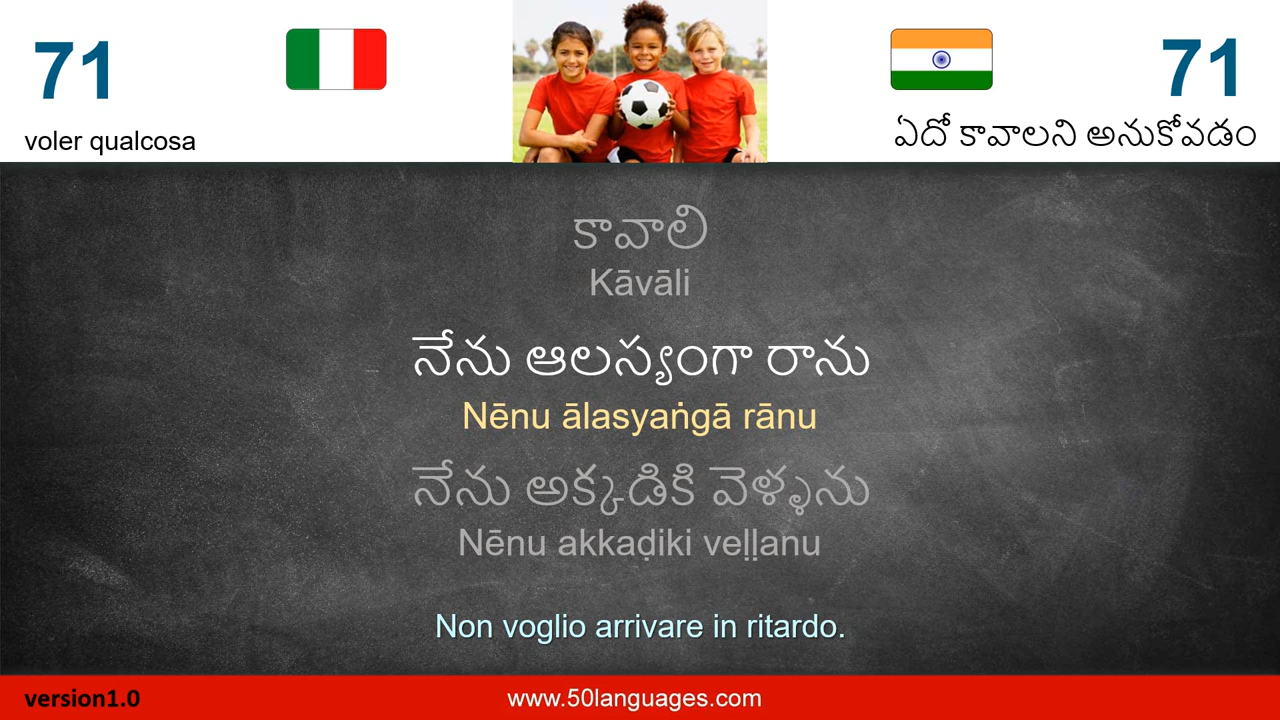 71
71
voler qualcosa
ఏదో కావాలని అనుకోవడం
కావాలి
Kāvāli
నేను ఆలస్యంగా రాను
Nēnu ālasyaṅgā rānu
నేను అక్కడికి వెళ్ళను
Nēnu akkaḍiki veḷḷanu
Non voglio arrivare in ritardo.
version1.0
www.50languages.com